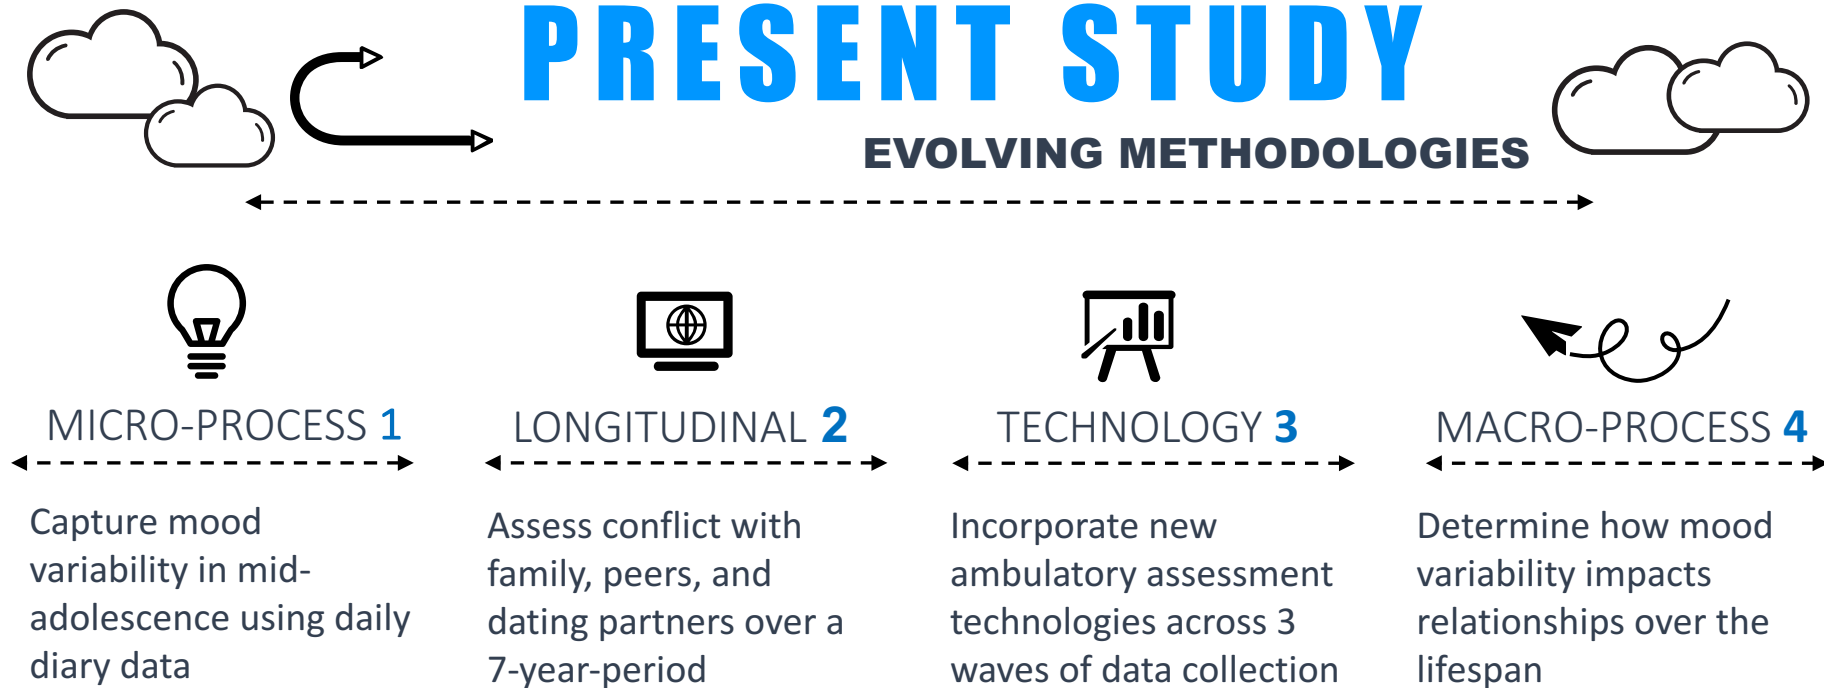 PRESENT STUDY
EVOLVING METHODOLOGIES
MICRO-PROCESS 1
Capture mood
variability in mid-
adolescence using daily
diary data
LONGITUDINAL 2
Assess conflict with
family, peers, and
dating partners over a
7-year-period
TECHNOLOGY 3
Incorporate new
ambulatory assessment
technologies across 3
waves of data collection
MACRO-PROCESS 4
Determine how mood
variability impacts
relationships over the
lifespan